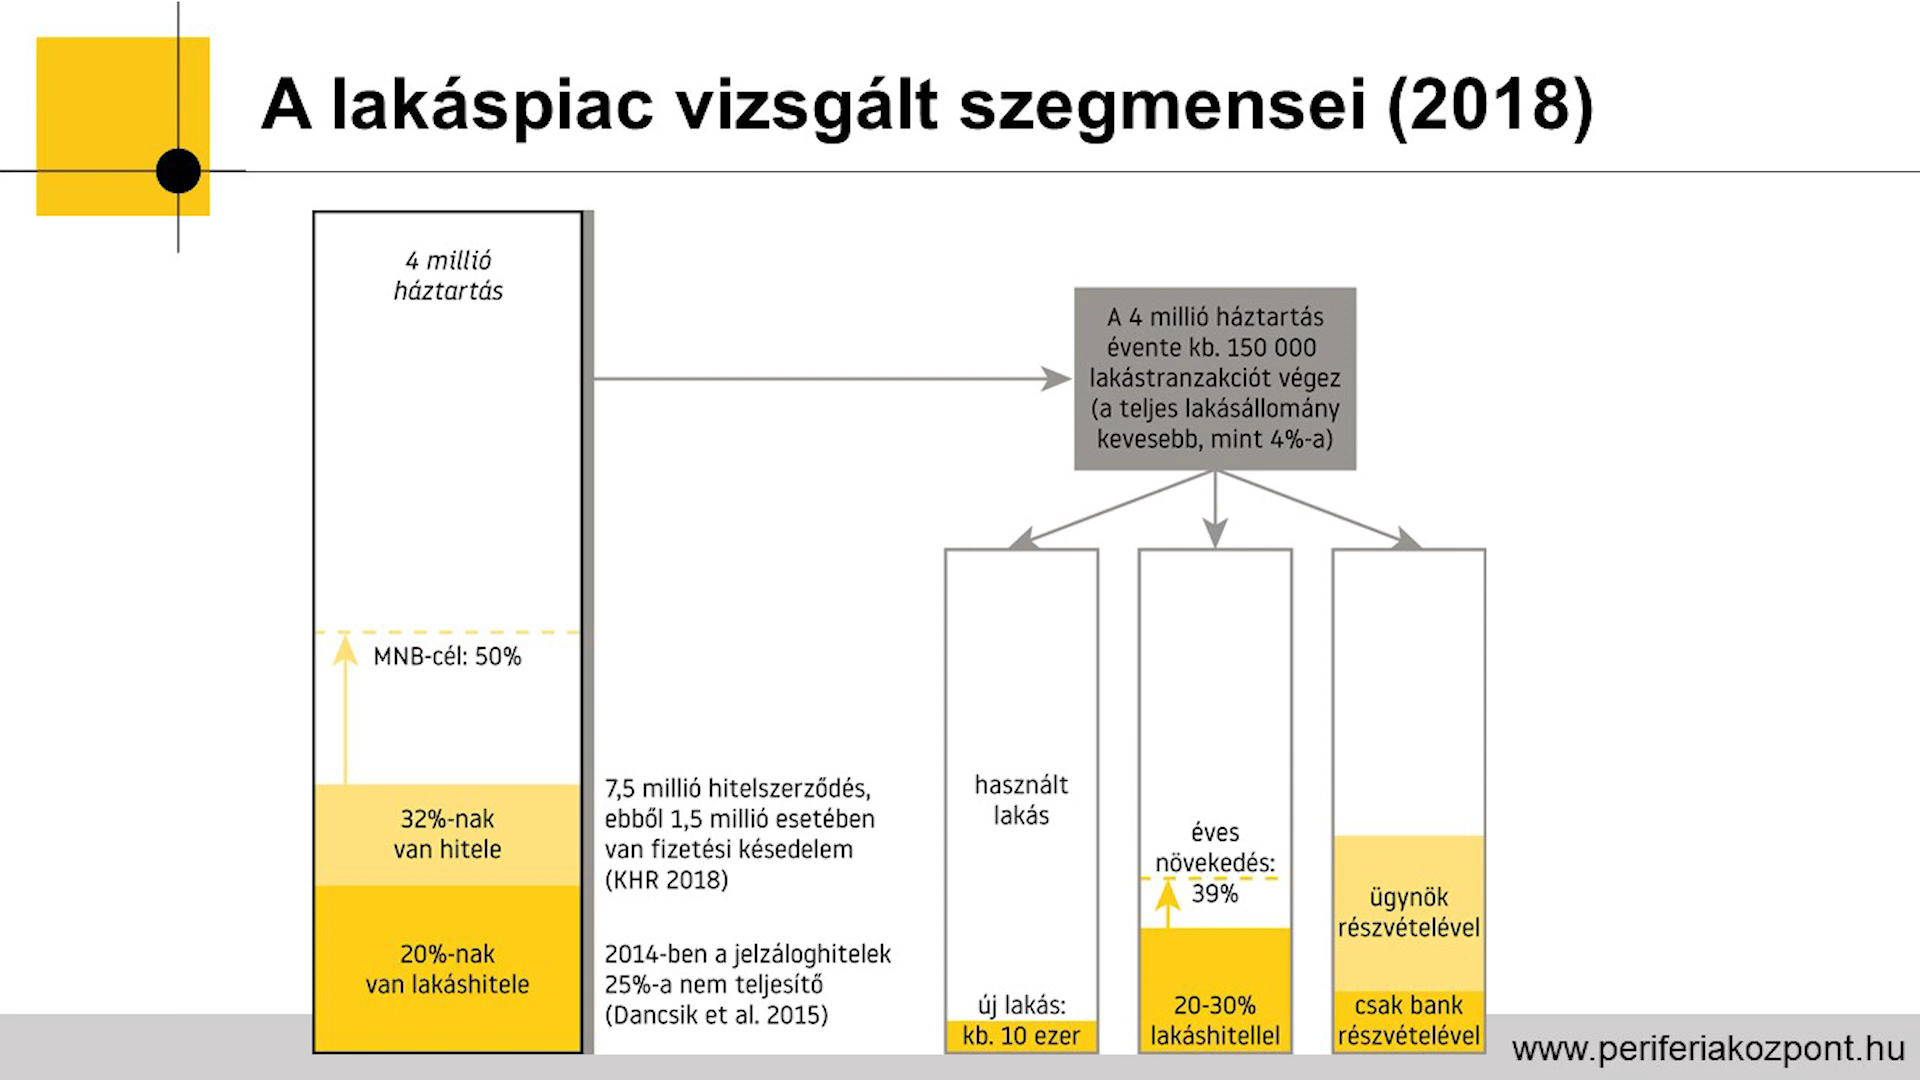 A lakáspiac vizsgált szegmensei (2018)
4 millió
háztartás
MNB-cél: 50%
32%-nak
van hitele
20%-nak
van lakáshitele
7,5 millió hitelszerződés,
ebből 1,5 millió esetében
van fizetési késedelem
(KHR 2018)
2014-ben a jelzáloghitelek
25%-a nem teljesítő
(Dancsik et al. 2015)
A 4 millió háztartás
évente kb. 150 000
lakástranzakciót végez
(a teljes lakásállomány
kevesebb, mint 4%-a)
használt
lakás
új lakás:
kb. 10 ezer
éves
növekedés:
39%
20-30%
lakáshitellel
ügynök
részvételével
csak bank
részvételével
www.periferiakozpont.hu